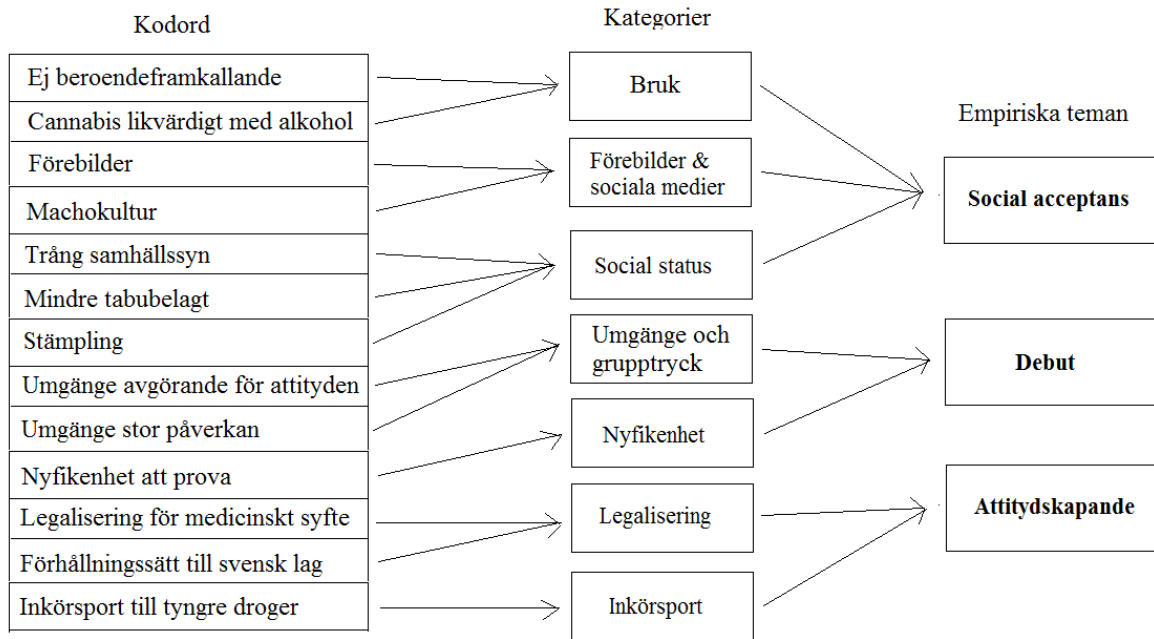 Kodord
Ej beroendeframkallande
Cannabis likvärdigt med alkohol
Förebilder
Machokultur
Trång samhällssyn
Mindre tabubelagt
Stämpling
Umgänge avgörande för attityden
Umgänge stor påverkan
Nyfikenhet att prova
Legalisering för medicinskt syfte
Förhållningssätt till svensk lag
Inkörsport till tyngre droger
Kategorier
Bruk
Förebilder &
sociala medier
Social status
Umgänge och
grupptryck
Nyfikenhet
Legalisering
Inkörsport
Empiriska teman
Social acceptans
Debut
Attitydskapande